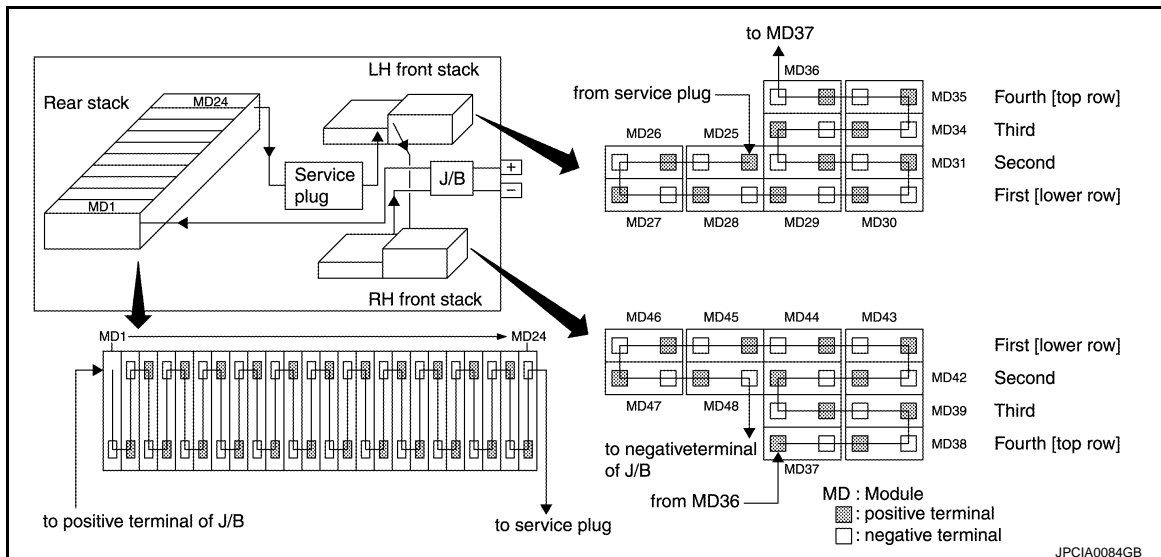 LH front stack
Rear stack
MD24
Service
plug
J/B
+
−
MD1
RH front stack
MD1
MD24
to positive terminal of J/B
to service plug
to MD37
MD36
from service plug
MD35 Fourth [top row]
MD26 MD25
MD34 Third
MD31 Second
First [lower row]
MD27 MD28 MD29 MD30
MD46 MD45 MD44 MD43
First [lower row]
MD42 Second
MD47 MD48
MD39 Third
to negativeterminal
of J/B
MD38 Fourth [top row]
MD37
from MD36
MD : Module
: positive terminal
: negative terminal
JPCIA0084GB